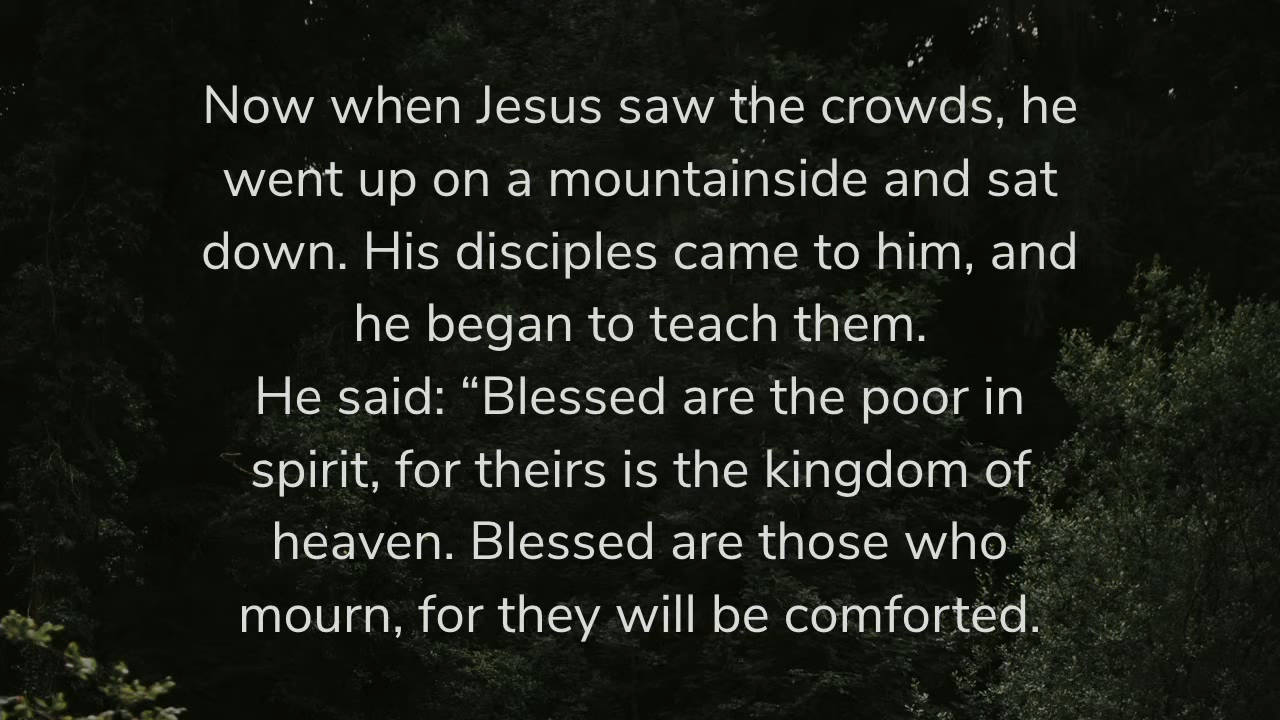 Now when Jesus saw the crowds, he
went up on a mountainside and sat
down. His disciples came to him, and
he began to teach them.
He said: “Blessed are the poor in
spirit, for theirs is the kingdom of
heaven. Blessed are those who
mourn, for they will be comforted.